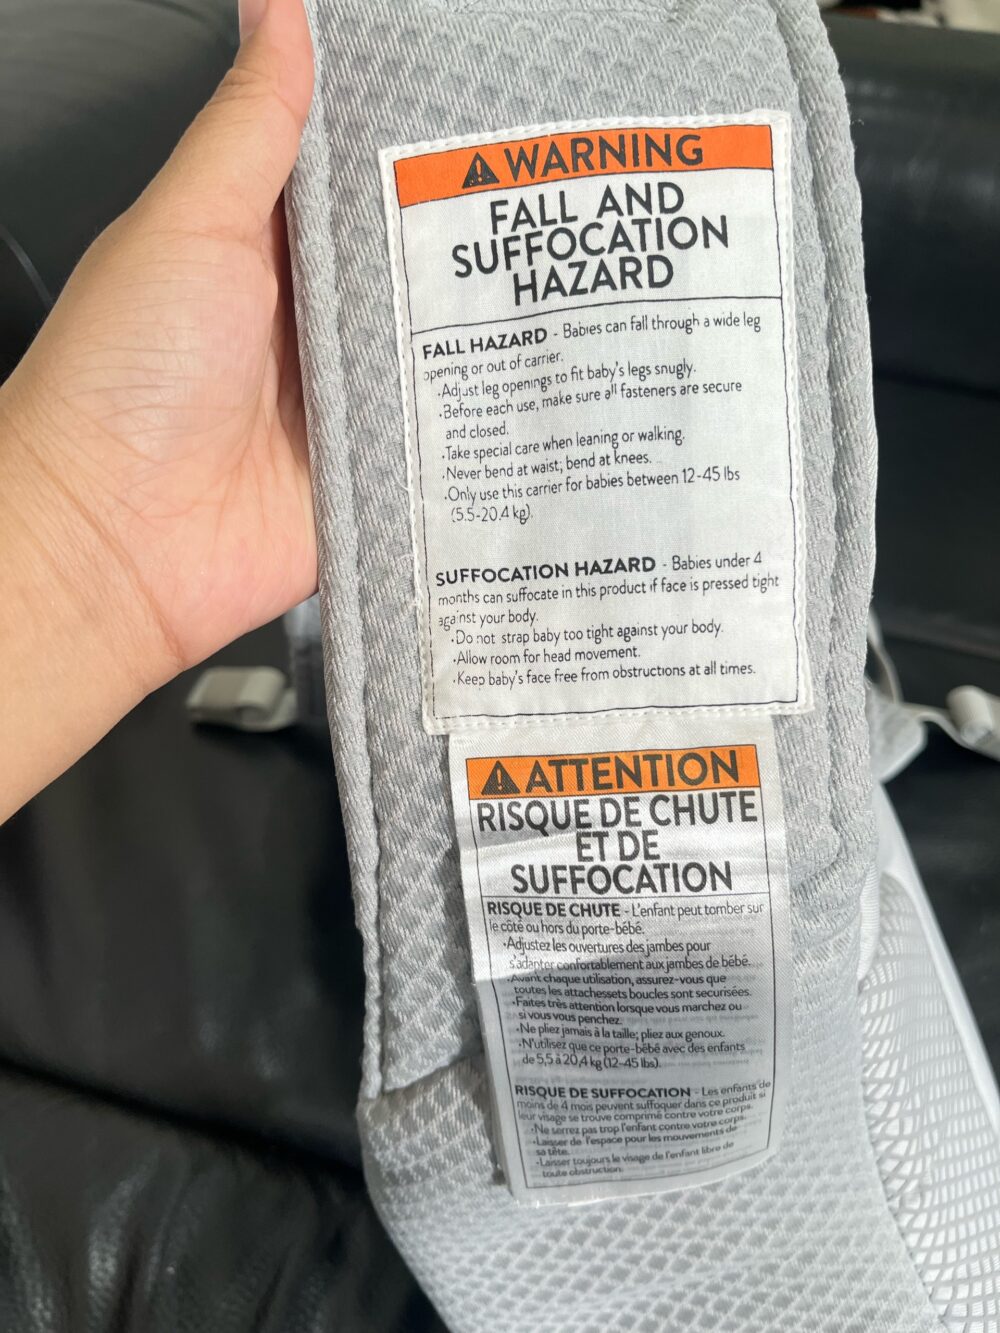 WARNING
FALL AND
SUFFOCATION
HAZARD
FALL HAZARD - Babies can fall through a wide leg
opening or out of carrier.
·Adjust leg openings to fit baby's legs snugly.
·Before each use, make sure all fasteners are secure
and closed.
·Take special care when leaning or walking.
·Never bend at waist; bend at knees.
·Only use this carrier for babies between 12-45 lbs
(5.5-20.4 kg).
SUFFOCATION HAZARD - Babies under 4
months can suffocate in this product if face is pressed tight
against your body.
·Do not strap baby too tight against your body.
·Allow room for head movement.
·Keep baby's face free from obstructions at all times.
ATTENTION
RISQUE DE CHUTE
ET DE
SUFFOCATION
RISQUE DE CHUTE - L'enfant peut tomber sur
le côté ou hors du porte-bébé.
·Adjustez les ouvertures des jambes pour
s'adapter confortablement aux jambes de bébé.
·Avant chaque utilisation, assurez-vous que
toutes les attachessets boucles sont securisées.
·Faites très attention lorsque vous marchez ou
si vous vous penchez.
·Ne pliez jamais à la taille; pliez aux genoux.
·N'utilisez que ce porte-bébé avec des enfants
de 5,5 à 20,4 kg (12-45 lbs).
RISQUE DE SUFFOCATION - Les enfants de
moins de 4 mois peuvent suffoquer dans ce produit si
leur visage se trouve comprimé contre votre corps.
·Ne serrez pas trop l'enfant contre votre corps.
·Laisser de l'espace pour les mouvements de
sa tête.
·Laisser toujours le visage de l'enfant libre de
toute obstruction.